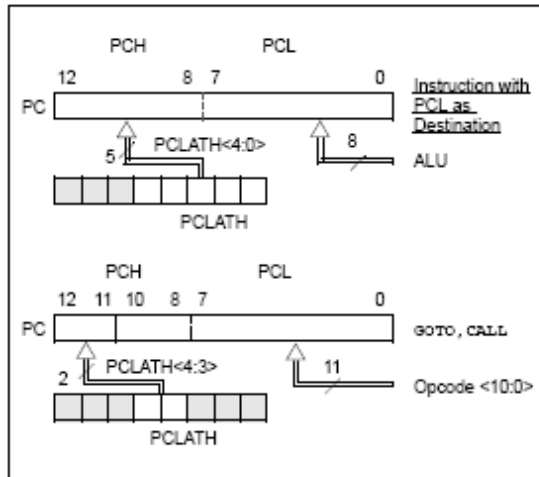 PCH PCL
12 8 7 0
Instruction with
PCL as
Destination
PC
5 PCLATH<4:0> 8
ALU
PCLATH
PCH PCL
12 11 10 8 7 0
PC GOTO, CALL
2 PCLATH<4:3> 11
Opcode <10:0>
PCLATH